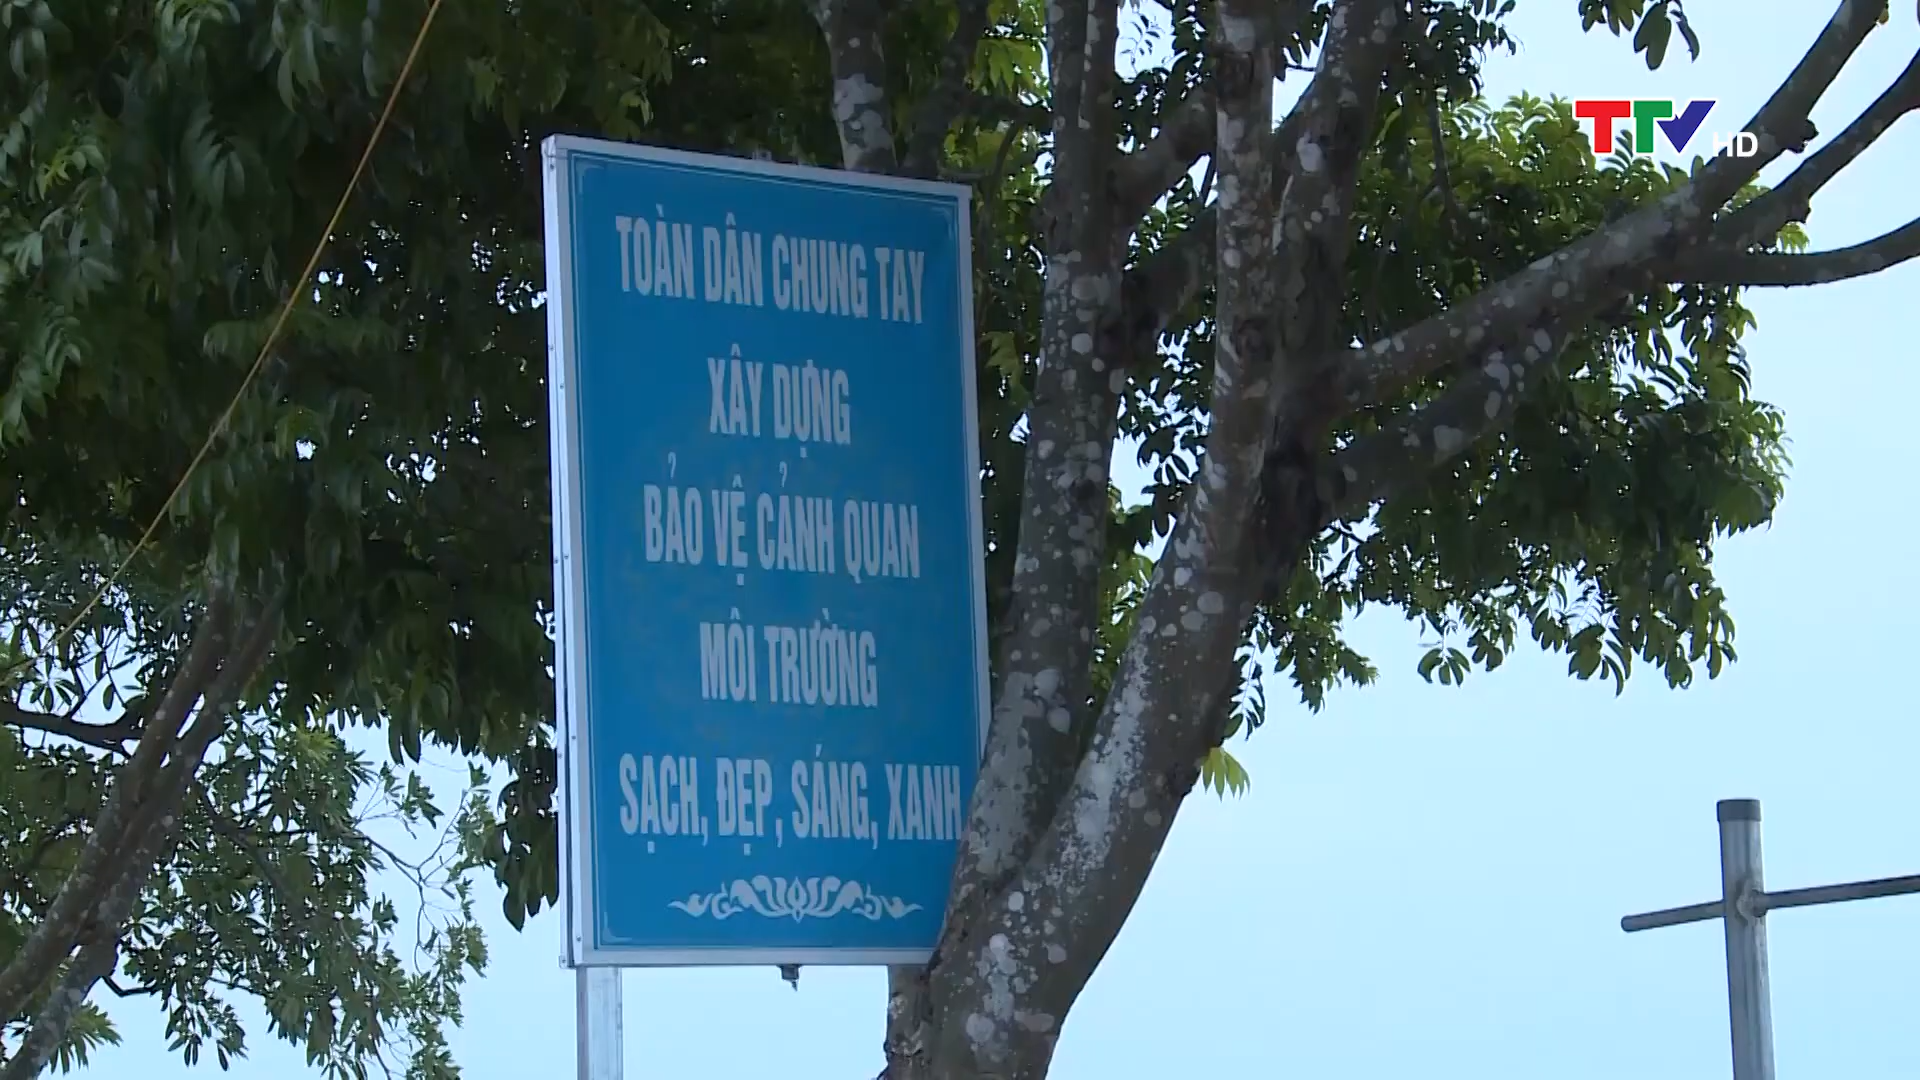 TTV HD
TOÀN DÂN CHUNG TAY
XÂY DỰNG
BẢO VỆ CẢNH QUAN
MÔI TRƯỜNG
SẠCH, ĐẸP, SÁNG, XANH